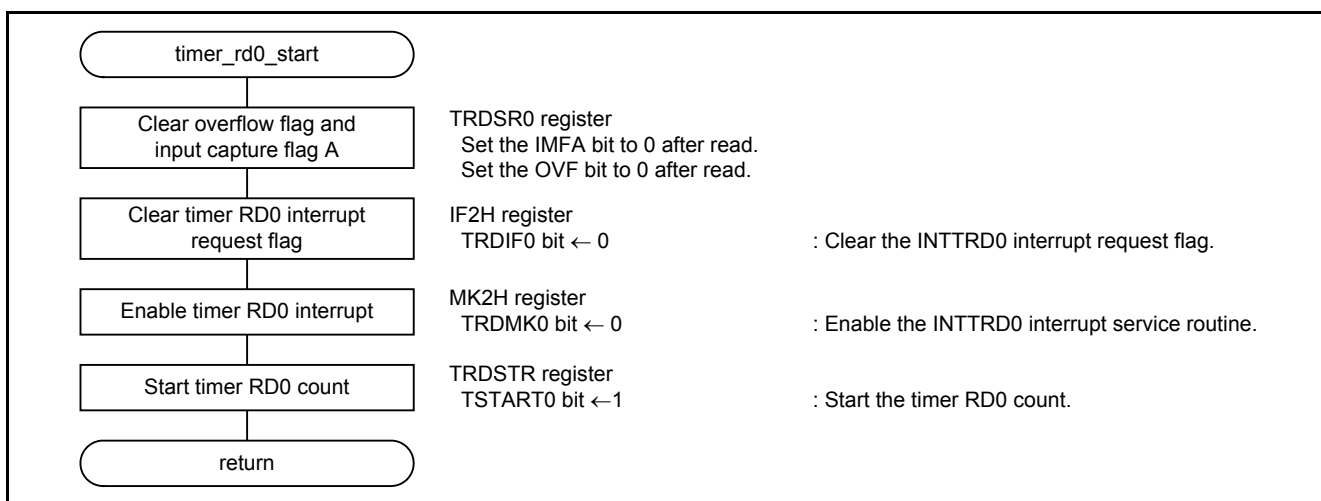 timer_rd0_start
Clear overflow flag and
input capture flag A
TRDSR0 register
Set the IMFA bit to 0 after read.
Set the OVF bit to 0 after read.
Clear timer RD0 interrupt
request flag
IF2H register
TRDIF0 bit ← 0 : Clear the INTTRD0 interrupt request flag.
Enable timer RD0 interrupt
MK2H register
TRDMK0 bit ← 0 : Enable the INTTRD0 interrupt service routine.
Start timer RD0 count
TRDSTR register
TSTART0 bit ←1 : Start the timer RD0 count.
return